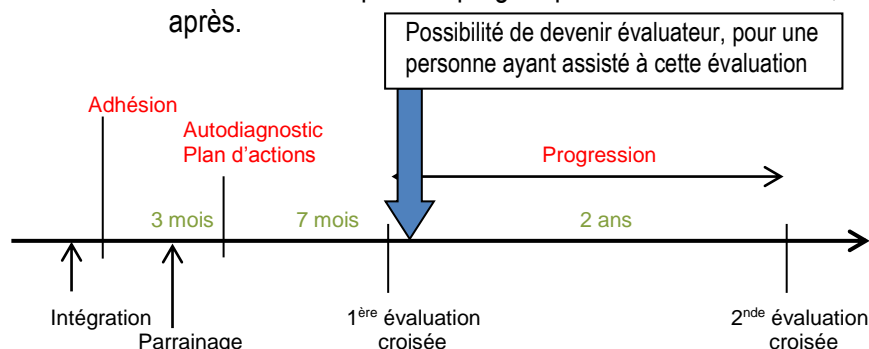 après.
Possibilité de devenir évaluateur, pour une
personne ayant assisté à cette évaluation
Adhésion
Autodiagnostic
Plan d'actions
Progression
3 mois
7 mois
2 ans
Intégration
Parrainage
1ère évaluation
croisée
2nde évaluation
croisée